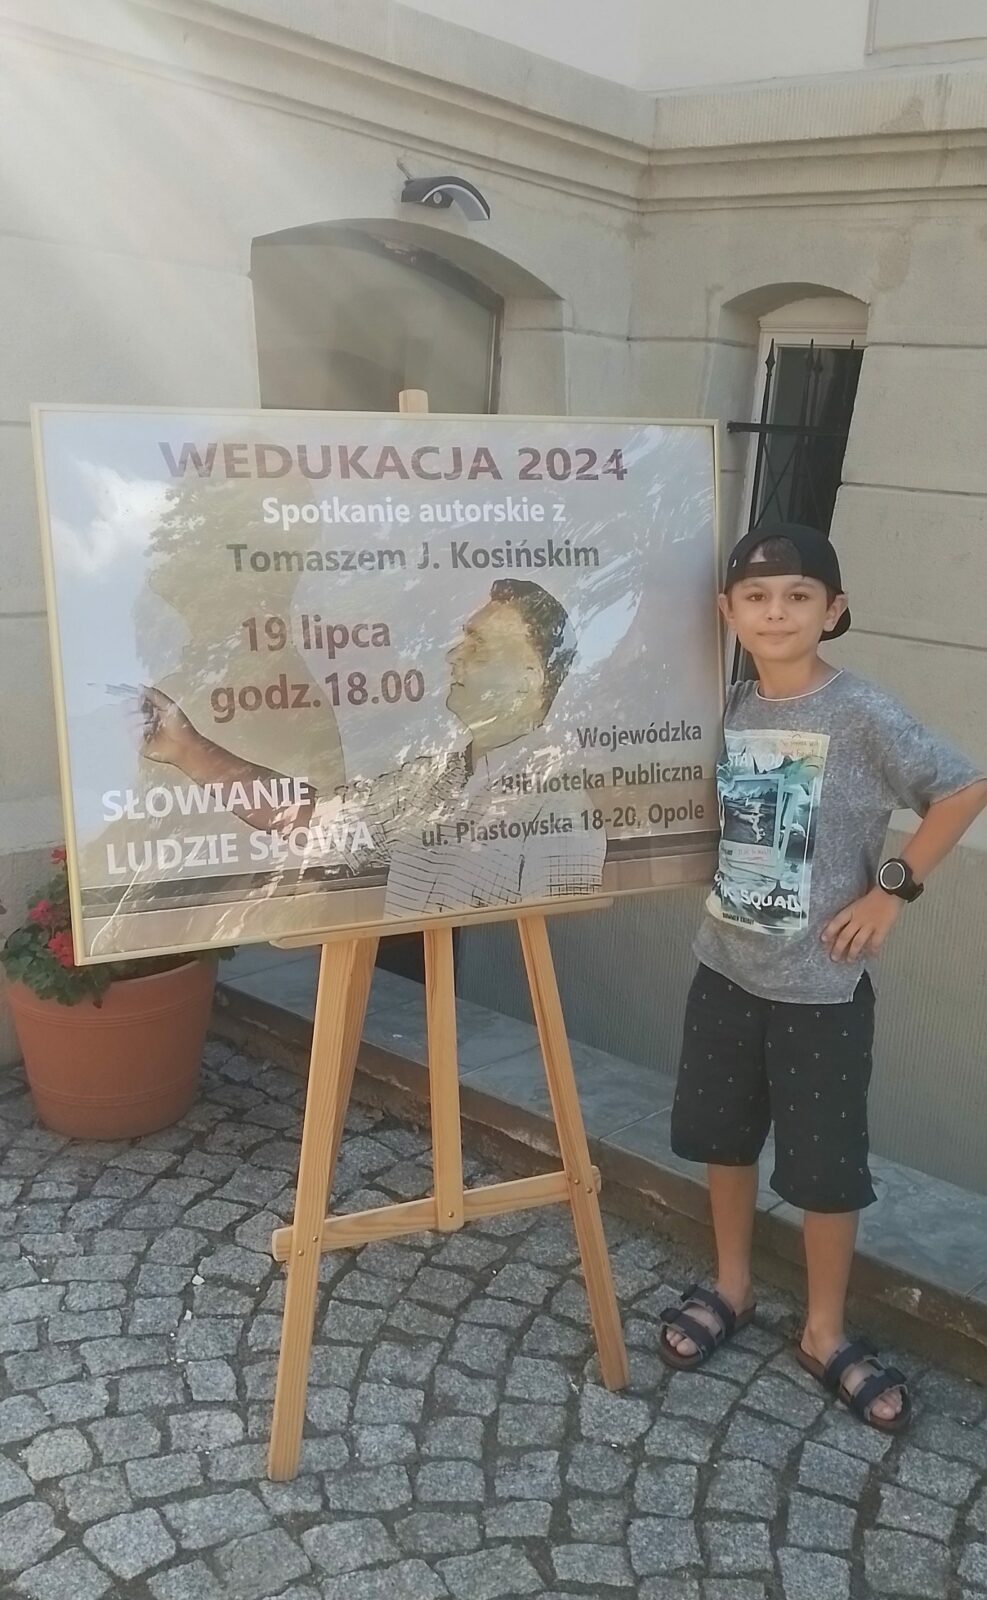 WEDUKACJA 2024
Spotkanie autorskie z
Tomaszem J. Kosińskim
19 lipca
godz.18.00
SŁOWIANIE
LUDZIE SŁOWA
Wojewódzka
Biblioteka Publiczna
ul. Piastowska 18-20, Opole
SQUAD